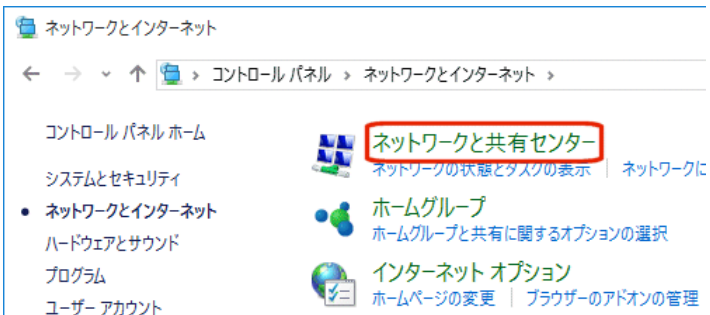 ネットワークとインターネット
コントロール パネル › ネットワークとインターネット ›
コントロール パネル ホーム
システムとセキュリティ
• ネットワークとインターネット
ハードウェアとサウンド
プログラム
ユーザー アカウント
ネットワークと共有センター
ネットワークの状態とタスクの表示 | ネットワークに
ホームグループ
ホームグループと共有に関するオプションの選択
インターネット オプション
ホームページの変更 | ブラウザーのアドオンの管理